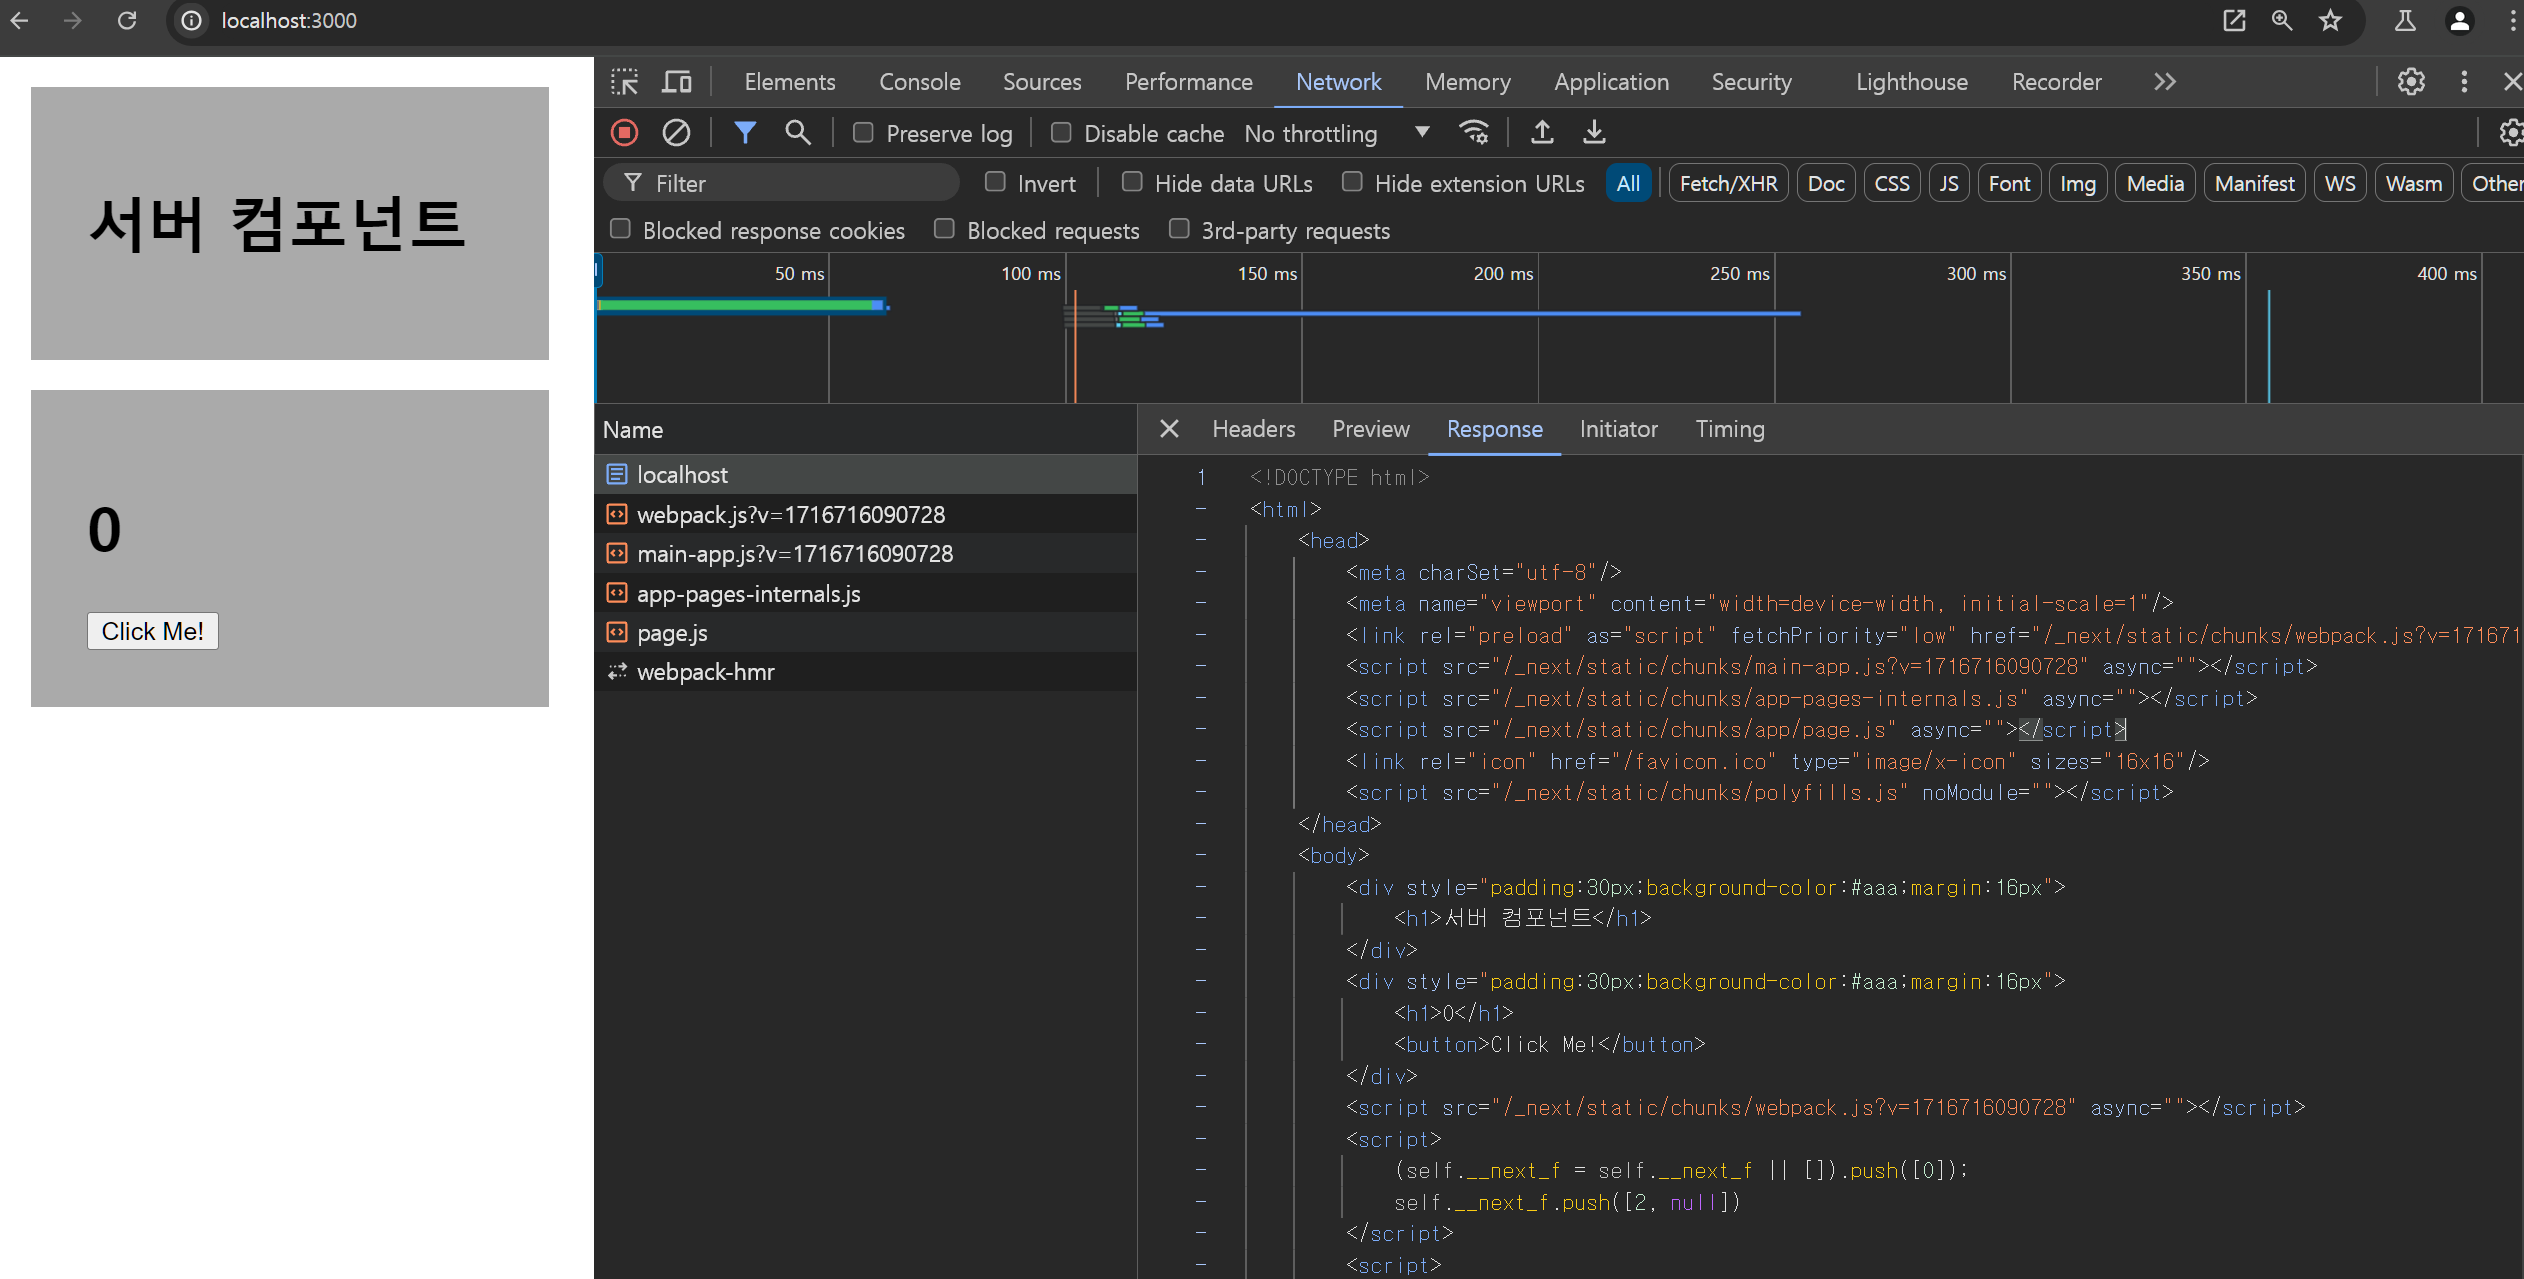 localhost:3000
서버 컴포넌트
0
Click Me!
Elements Console Sources Performance Network Memory Application Security Lighthouse Recorder
Preserve log Disable cache No throttling
Filter Invert Hide data URLs Hide extension URLs All Fetch/XHR Doc CSS JS Font Img Media Manifest WS Wasm Other
Blocked response cookies Blocked requests 3rd-party requests
50 ms 100 ms 150 ms 200 ms 250 ms 300 ms 350 ms 400 ms
Name
localhost
webpack.js?v=1716716090728
main-app.js?v=1716716090728
app-pages-internals.js
page.js
webpack-hmr
Headers Preview Response Initiator Timing
1 <!DOCTYPE html>
- <html>
- <head>
- <meta charSet="utf-8"/>
- <meta name="viewport" content="width=device-width, initial-scale=1"/>
- <link rel="preload" as="script" fetchPriority="low" href="/_next/static/chunks/webpack.js?v=171671
- <script src="/_next/static/chunks/main-app.js?v=1716716090728" async=""></script>
- <script src="/_next/static/chunks/app-pages-internals.js" async=""></script>
- <script src="/_next/static/chunks/app/page.js" async=""></script>
- <link rel="icon" href="/favicon.ico" type="image/x-icon" sizes="16x16"/>
- <script src="/_next/static/chunks/polyfills.js" noModule=""></script>
- </head>
- <body>
- <div style="padding:30px;background-color:#aaa;margin:16px">
- <h1>서버 컴포넌트</h1>
- </div>
- <div style="padding:30px;background-color:#aaa;margin:16px">
- <h1>0</h1>
- <button>Click Me!</button>
- </div>
- <script src="/_next/static/chunks/webpack.js?v=1716716090728" async=""></script>
- <script>
- (self.__next_f = self.__next_f || []).push([0]);
- self.__next_f.push([2, null])
- </script>
- <script>